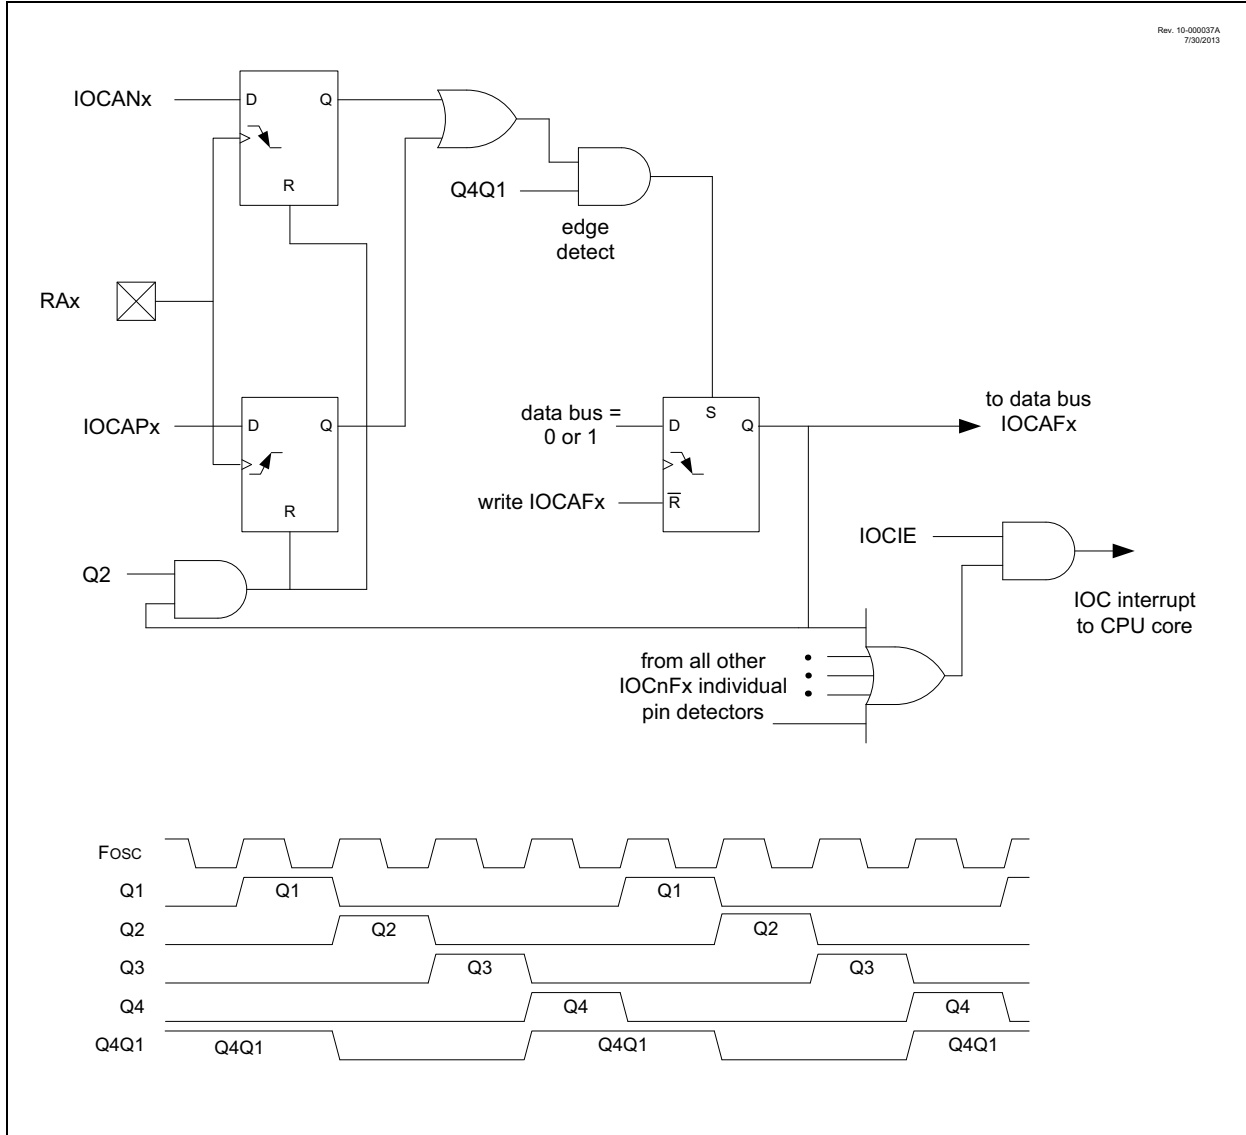 Rev. 10-000037A
7/30/2013
IOCANx
D
Q
R
Q4Q1
edge
detect
RAx
IOCAPx
D
Q
R
data bus =
0 or 1
S
D
Q
to data bus
IOCAFx
write IOCAFx
R
IOCIE
Q2
IOC interrupt
to CPU core
from all other
IOCnFx individual
pin detectors
FOSC
Q1
Q1
Q1
Q2
Q2
Q2
Q3
Q3
Q3
Q4
Q4
Q4
Q4Q1
Q4Q1
Q4Q1
Q4Q1